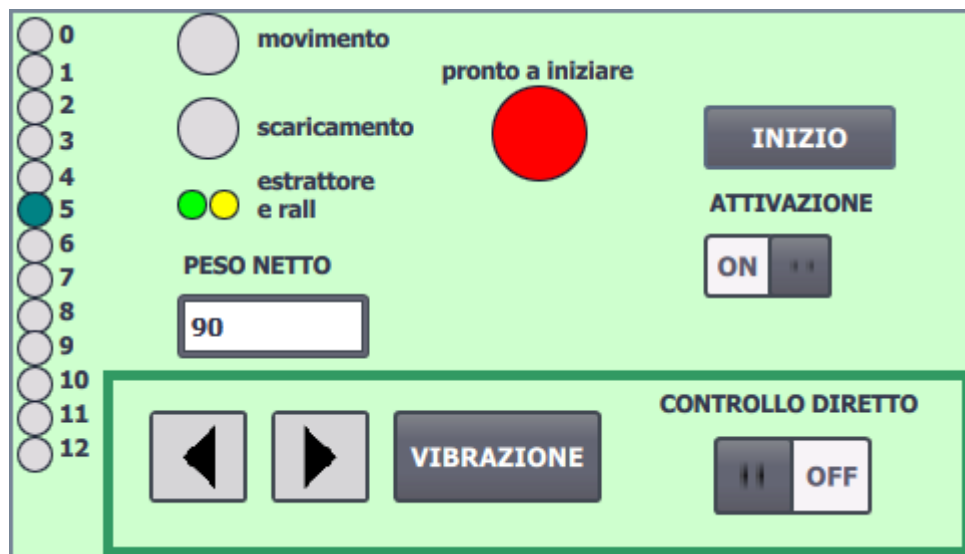 0
1
2
3
4
5
6
7
8
9
10
11
12
movimento
scaricamento
estrattore
e rall
pronto a iniziare
INIZIO
ATTIVAZIONE
ON
PESO NETTO
90
CONTROLLO DIRETTO
VIBRAZIONE
OFF